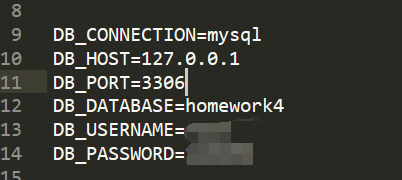 8
9 DB_CONNECTION=mysql
10 DB_HOST=127.0.0.1
11 DB_PORT=3306
12 DB_DATABASE=homework4
13 DB_USERNAME=
14 DB_PASSWORD=